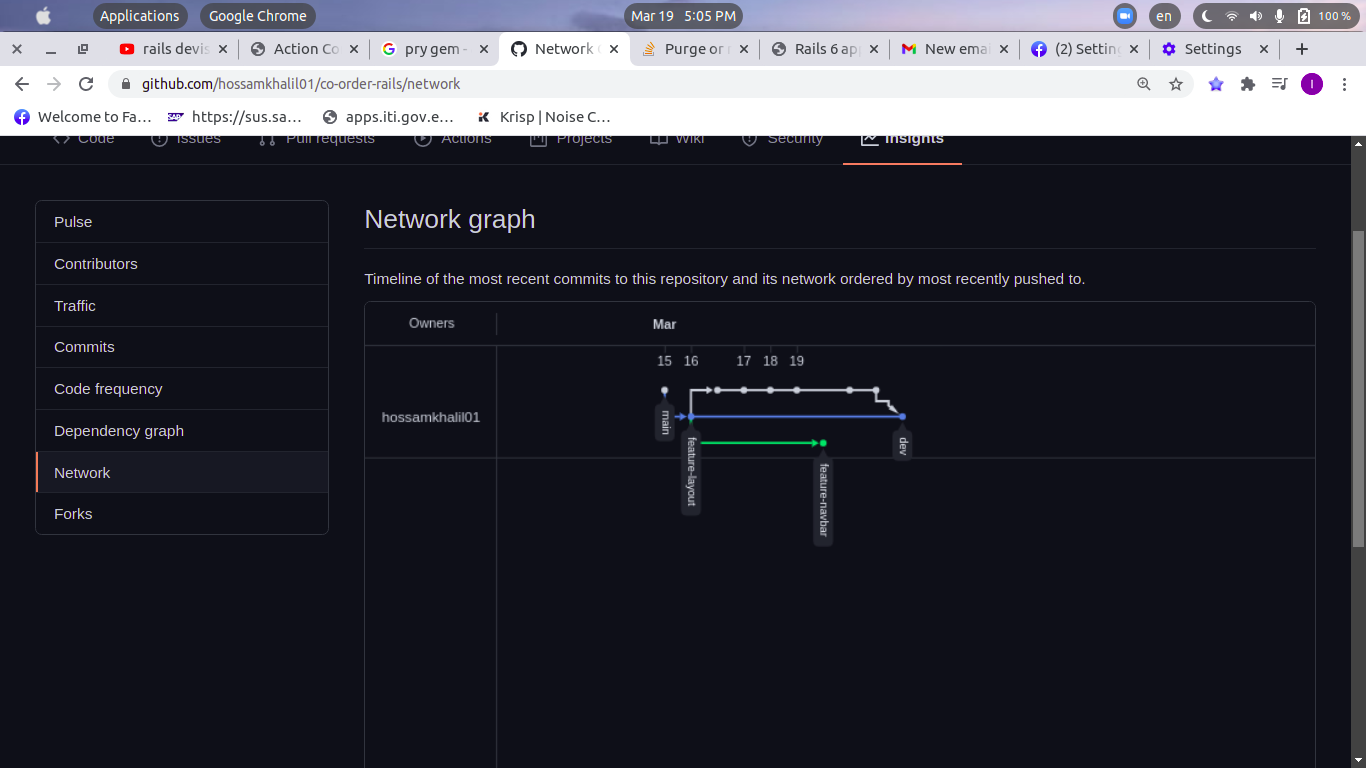 Applications Google Chrome Mar 19 5:05 PM en 100 %
rails devis Action Co pry gem - Network Purge or r Rails 6 app New emai (2) Settin Settings
github.com/hossamkhalil01/co-order-rails/network I
Welcome to Fa... SAP https://sus.sa... apps.iti.gov.e... Krisp | Noise C...
Code Issues Pull requests Actions Projects Wiki Security Insights
Network graph
Timeline of the most recent commits to this repository and its network ordered by most recently pushed to.
Pulse
Contributors
Traffic
Commits
Code frequency
Dependency graph
Network
Forks
Owners Mar
15 16 17 18 19
hossamkhalil01
main
feature-layout
feature-navbar
dev